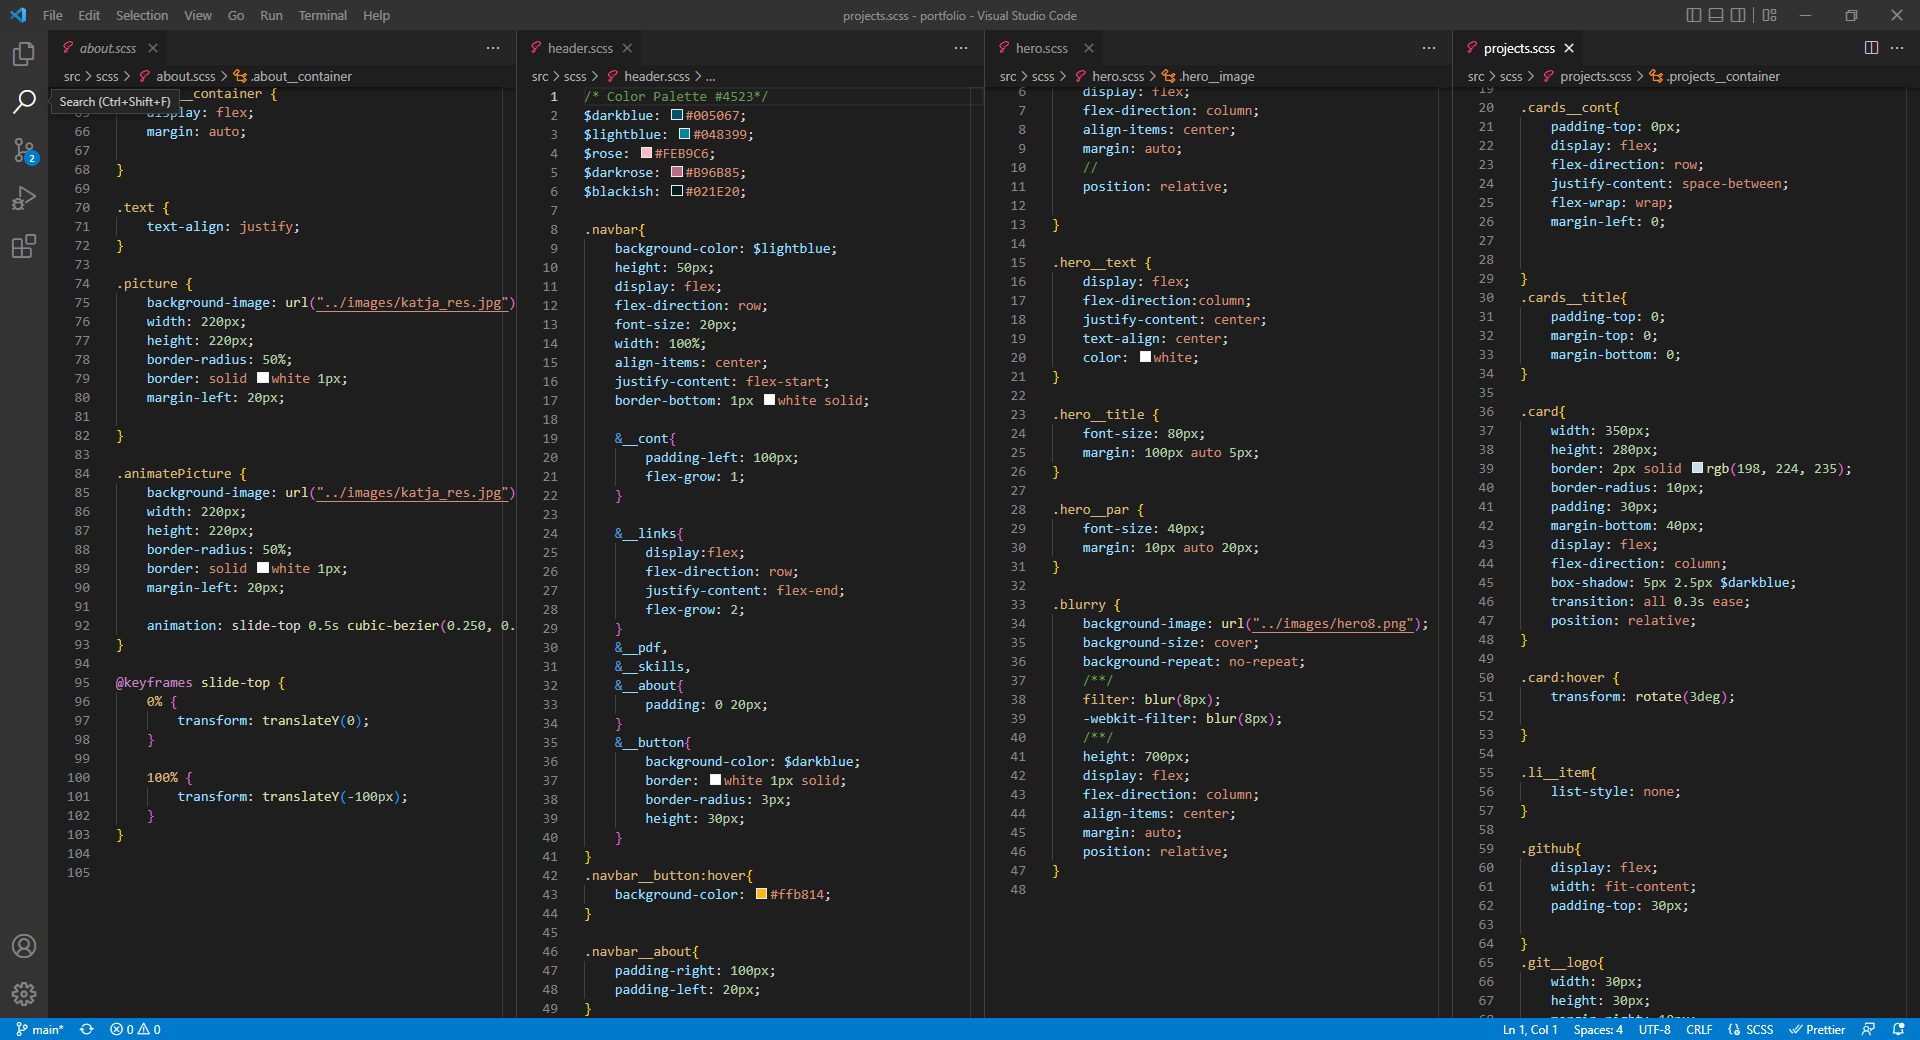 File Edit Selection View Go Run Terminal Help
projects.scss - portfolio - Visual Studio Code
about.scss
src > scss > about.scss > .about__container
Search (Ctrl+Shift+F)
__container {
display: flex;
66 margin: auto;
67
68 }
69
70 .text {
71 text-align: justify;
72 }
73
74 .picture {
75 background-image: url("../images/katja_res.jpg")
76 width: 220px;
77 height: 220px;
78 border-radius: 50%;
79 border: solid white 1px;
80 margin-left: 20px;
81
82 }
83
84 .animatePicture {
85 background-image: url("../images/katja_res.jpg")
86 width: 220px;
87 height: 220px;
88 border-radius: 50%;
89 border: solid white 1px;
90 margin-left: 20px;
91
92 animation: slide-top 0.5s cubic-bezier(0.250, 0.
93 }
94
95 @keyframes slide-top {
96 0% {
97 transform: translateY(0);
98 }
99
100 100% {
101 transform: translateY(-100px);
102 }
103 }
104
105
header.scss
src > scss > header.scss > ...
1 /* Color Palette #4523*/
2 $darkblue: #005067;
3 $lightblue: #048399;
4 $rose: #FEB9C6;
5 $darkrose: #B96B85;
6 $blackish: #021E20;
7
8 .navbar{
9 background-color: $lightblue;
10 height: 50px;
11 display: flex;
12 flex-direction: row;
13 font-size: 20px;
14 width: 100%;
15 align-items: center;
16 justify-content: flex-start;
17 border-bottom: 1px white solid;
18
19 &__cont{
20 padding-left: 100px;
21 flex-grow: 1;
22 }
23
24 &__links{
25 display:flex;
26 flex-direction: row;
27 justify-content: flex-end;
28 flex-grow: 2;
29 }
30 &__pdf,
31 &__skills,
32 &__about{
33 padding: 0 20px;
34 }
35 &__button{
36 background-color: $darkblue;
37 border: white 1px solid;
38 border-radius: 3px;
39 height: 30px;
40 }
41 }
42 .navbar__button:hover{
43 background-color: #ffb814;
44 }
45
46 .navbar__about{
47 padding-right: 100px;
48 padding-left: 20px;
49 }
hero.scss
src > scss > hero.scss > .hero__image
6 display: flex;
7 flex-direction: column;
8 align-items: center;
9 margin: auto;
10 //
11 position: relative;
12
13 }
14
15 .hero__text {
16 display: flex;
17 flex-direction:column;
18 justify-content: center;
19 text-align: center;
20 color: white;
21 }
22
23 .hero__title {
24 font-size: 80px;
25 margin: 100px auto 5px;
26 }
27
28 .hero__par {
29 font-size: 40px;
30 margin: 10px auto 20px;
31 }
32
33 .blurry {
34 background-image: url("../images/hero8.png");
35 background-size: cover;
36 background-repeat: no-repeat;
37 /**/
38 filter: blur(8px);
39 -webkit-filter: blur(8px);
40 /**/
41 height: 700px;
42 display: flex;
43 flex-direction: column;
44 align-items: center;
45 margin: auto;
46 position: relative;
47 }
48
projects.scss
src > scss > projects.scss > .projects__container
19
20 .cards__cont{
21 padding-top: 0px;
22 display: flex;
23 flex-direction: row;
24 justify-content: space-between;
25 flex-wrap: wrap;
26 margin-left: 0;
27
28
29 }
30 .cards__title{
31 padding-top: 0;
32 margin-top: 0;
33 margin-bottom: 0;
34 }
35
36 .card{
37 width: 350px;
38 height: 280px;
39 border: 2px solid rgb(198, 224, 235);
40 border-radius: 10px;
41 padding: 30px;
42 margin-bottom: 40px;
43 display: flex;
44 flex-direction: column;
45 box-shadow: 5px 2.5px $darkblue;
46 transition: all 0.3s ease;
47 position: relative;
48 }
49
50 .card:hover {
51 transform: rotate(3deg);
52
53 }
54
55 .li__item{
56 list-style: none;
57 }
58
59 .github{
60 display: flex;
61 width: fit-content;
62 padding-top: 30px;
63
64 }
65 .git__logo{
66 width: 30px;
67 height: 30px;
2
main* 0 0
Ln 1, Col 1 Spaces: 4 UTF-8 CRLF SCSS Prettier